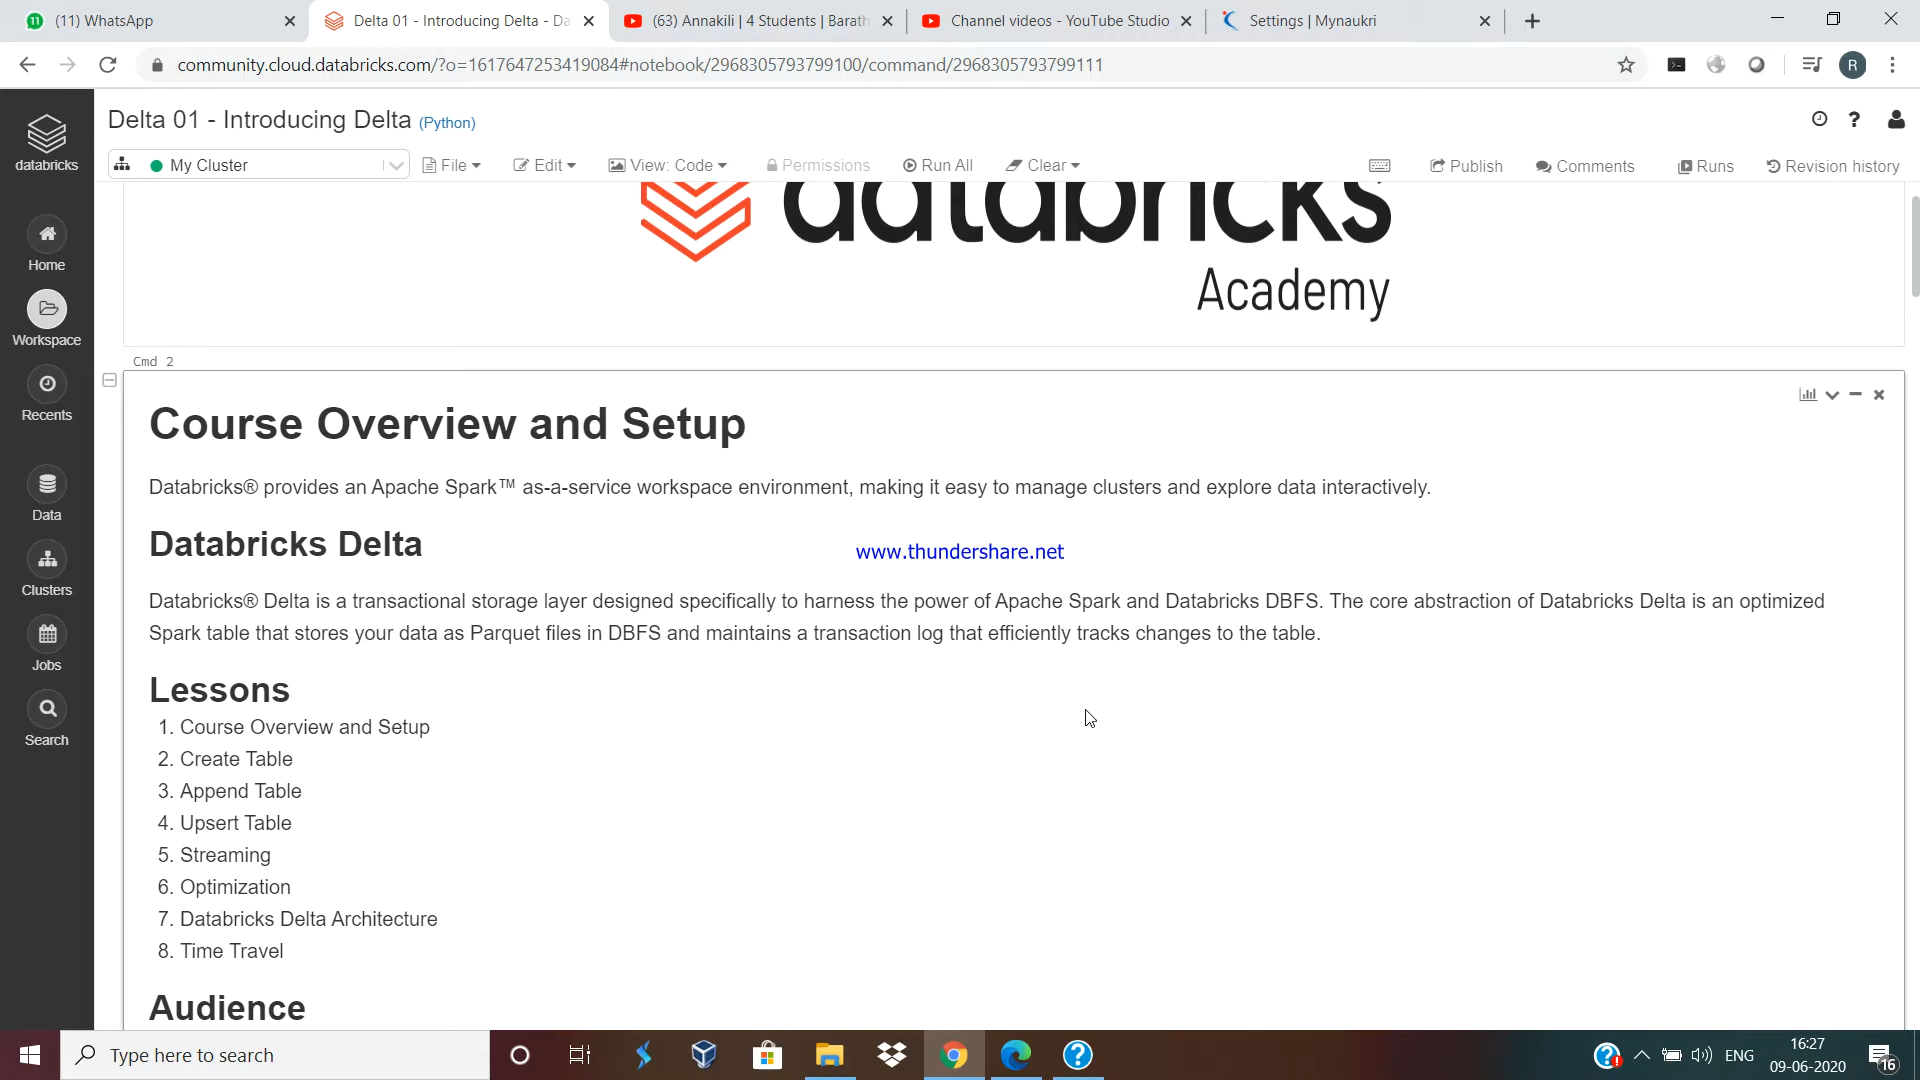 11
(11) WhatsApp
Delta 01 - Introducing Delta - Da
(63) Annakili | 4 Students | Barath
Channel videos - YouTube Studio
Settings | Mynaukri
community.cloud.databricks.com/?o=1617647253419084#notebook/2968305793799100/command/2968305793799111
R
databricks
Delta 01 - Introducing Delta (Python)
My Cluster
File
Edit
View: Code
Permissions
Run All
Clear
Publish
Comments
Runs
Revision history
Home
Workspace
Recents
Data
Clusters
Jobs
Search
databricks
Academy
Cmd 2
Course Overview and Setup
Databricks® provides an Apache Spark™ as-a-service workspace environment, making it easy to manage clusters and explore data interactively.
Databricks Delta
www.thundershare.net
Databricks® Delta is a transactional storage layer designed specifically to harness the power of Apache Spark and Databricks DBFS. The core abstraction of Databricks Delta is an optimized
Spark table that stores your data as Parquet files in DBFS and maintains a transaction log that efficiently tracks changes to the table.
Lessons
1. Course Overview and Setup
2. Create Table
3. Append Table
4. Upsert Table
5. Streaming
6. Optimization
7. Databricks Delta Architecture
8. Time Travel
Audience
Type here to search
ENG
16:27
09-06-2020
16